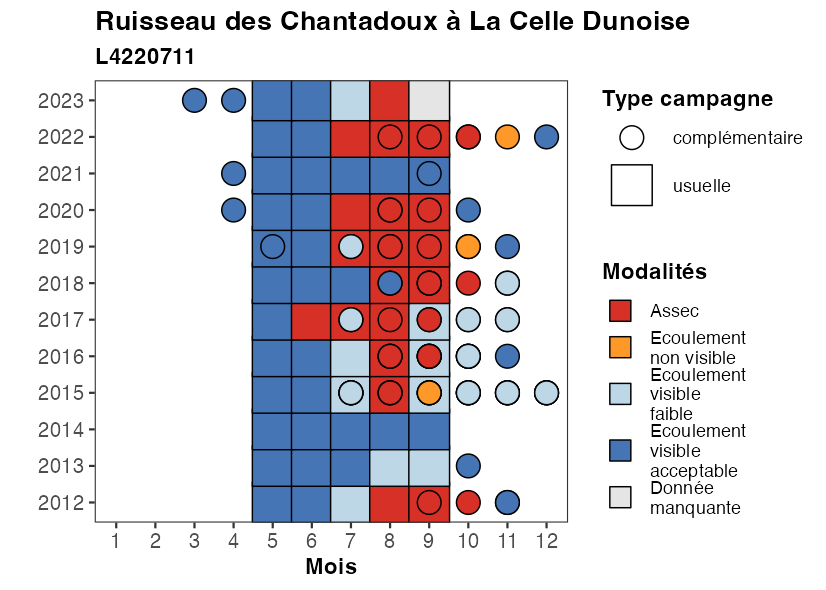 Ruisseau des Chantadoux à La Celle Dunoise
L4220711
2023
2022
2021
2020
2019
2018
2017
2016
2015
2014
2013
2012
1 2 3 4 5 6 7 8 9 10 11 12
Mois
Type campagne
complémentaire
usuelle
Modalités
Assec
Ecoulement
non visible
Ecoulement
visible
faible
Ecoulement
visible
acceptable
Donnée
manquante